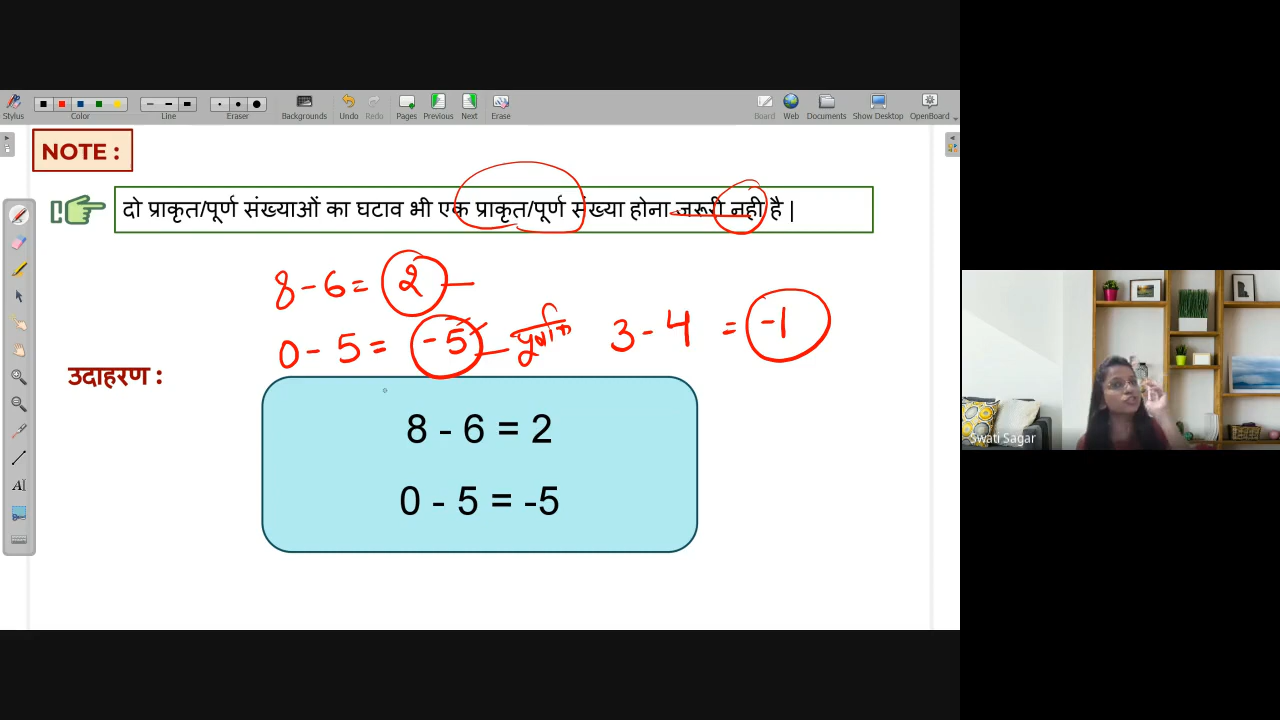 Stylus Color Line Eraser Backgrounds Undo Redo Pages Previous Next Erase Board Web Documents Show Desktop OpenBoard
NOTE :
दो प्राकृत/पूर्ण संख्याओं का घटाव भी एक प्राकृत/पूर्ण संख्या होना जरूरी नही है |
8 - 6 = 2
0 - 5 = -5 3 - 4 = -1
उदाहरण :
8 - 6 = 2
0 - 5 = -5
Swati Sagar